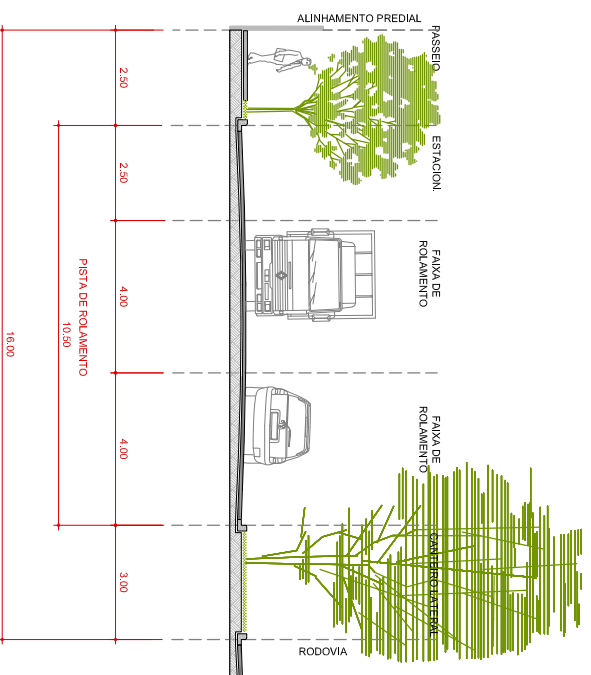 ALINHAMENTO PREDIAL
PASSEIO
ESTACION.
FAIXA DE
ROLAMENTO
FAIXA DE
ROLAMENTO
CANTEIRO LATERAL
RODOVIA
2.50
2.50
4.00
4.00
3.00
PISTA DE ROLAMENTO
10.50
16.00